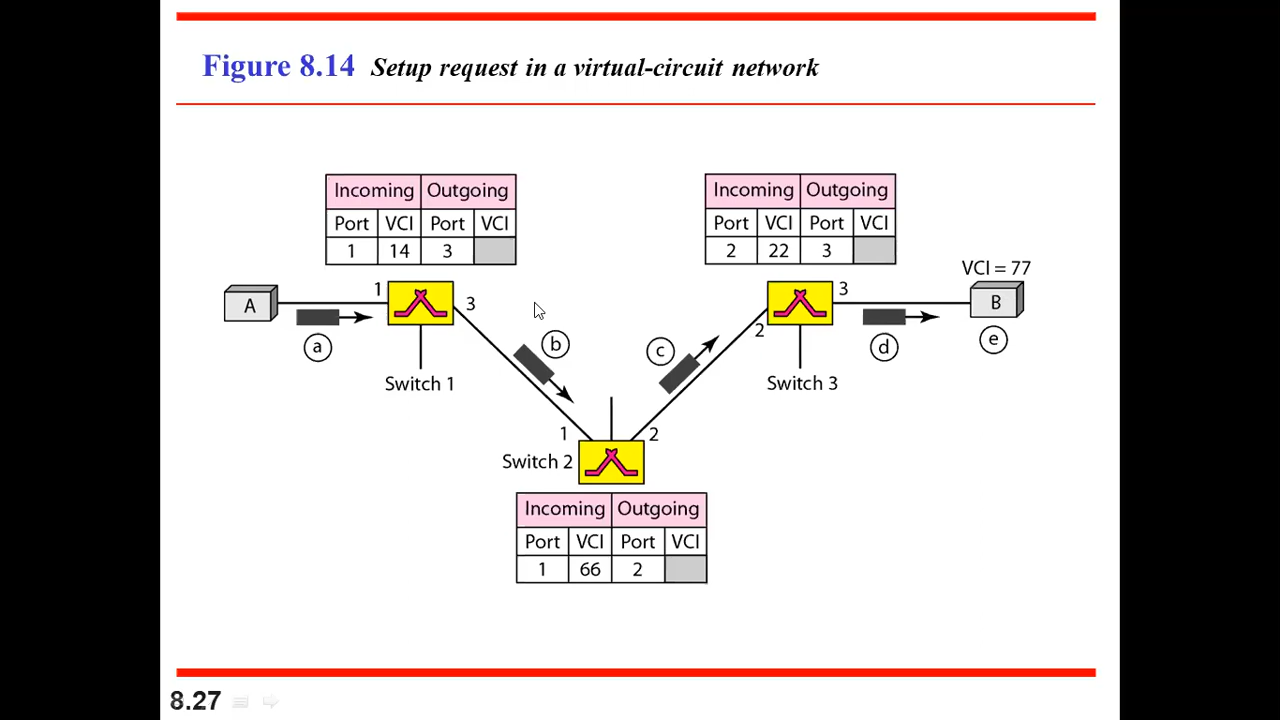 Figure 8.14 Setup request in a virtual-circuit network
Incoming Outgoing
Port VCI Port VCI
1 14 3
Incoming Outgoing
Port VCI Port VCI
2 22 3
VCI = 77
A
1
3
2
3
B
a
b
c
d
e
Switch 1
Switch 3
1
2
Switch 2
Incoming Outgoing
Port VCI Port VCI
1 66 2
8.27